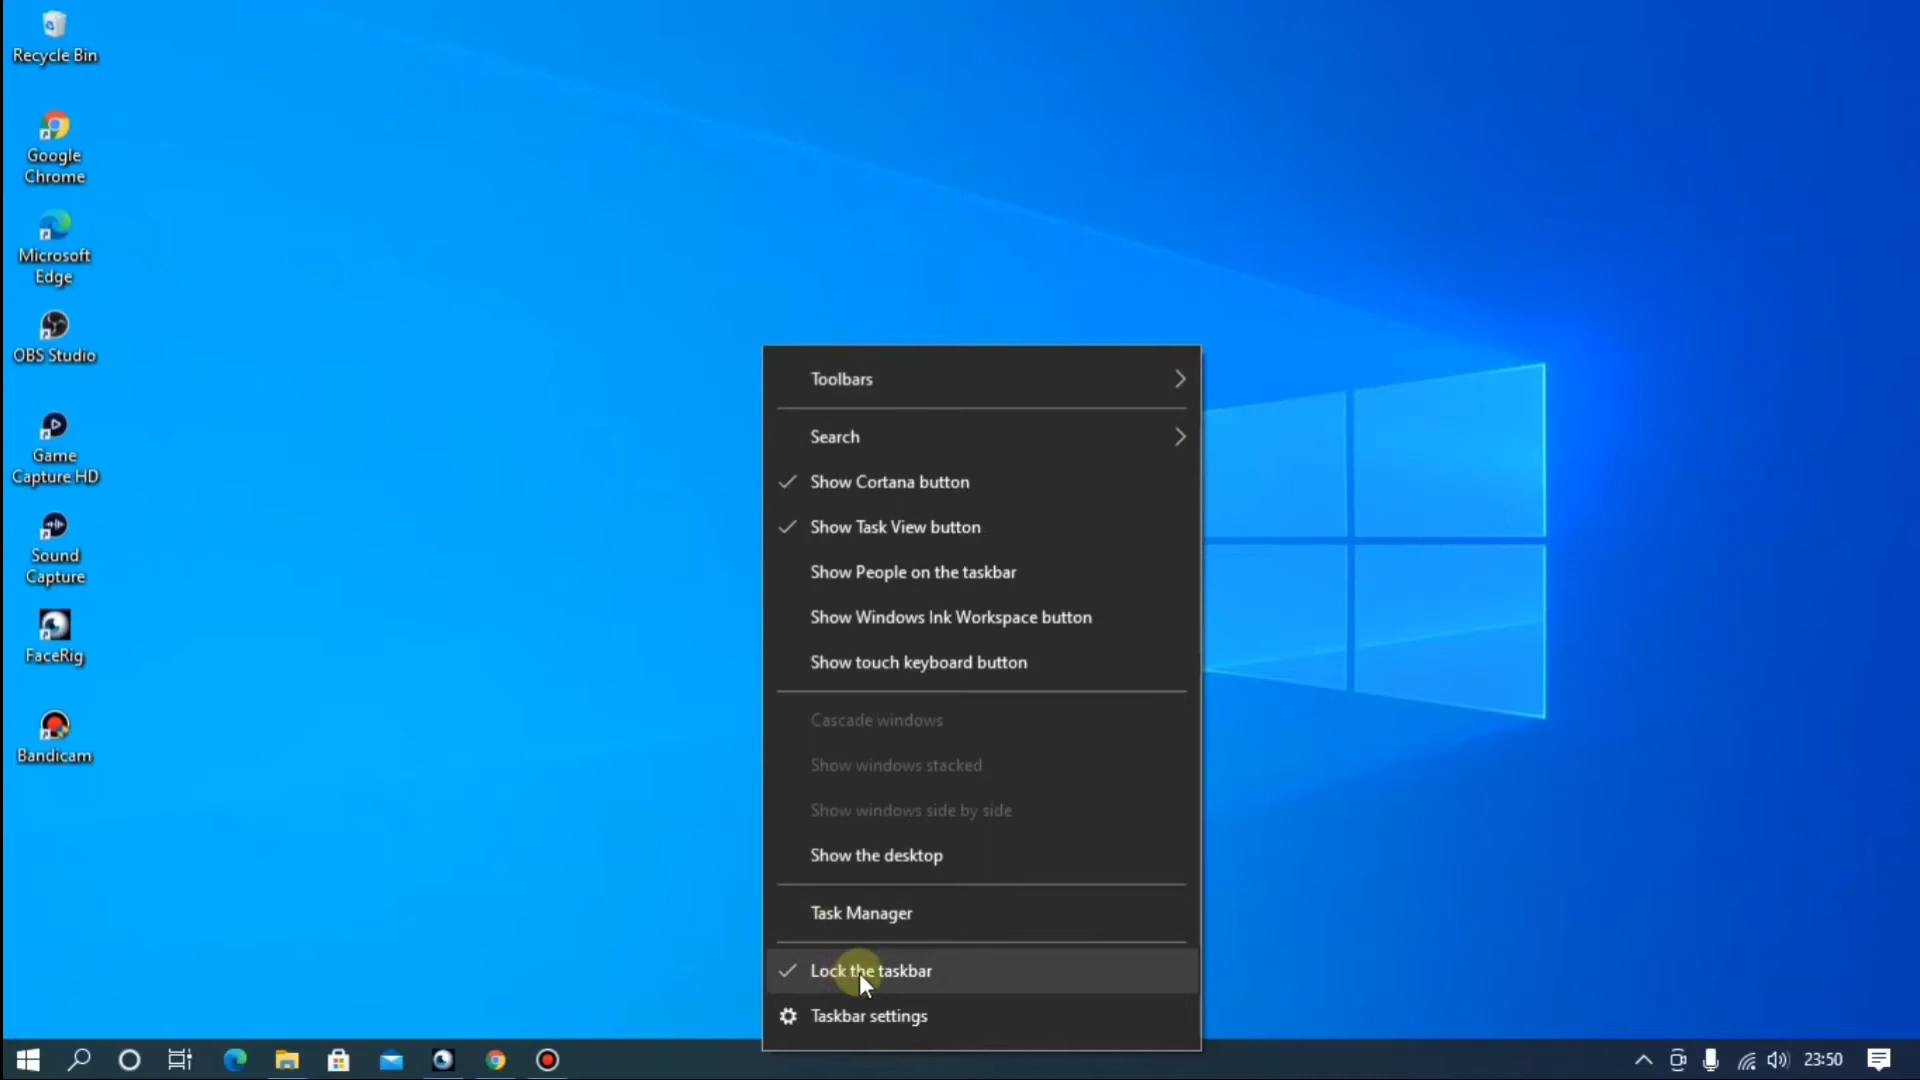 Recycle Bin
Google
Chrome
Microsoft
Edge
OBS Studio
Game
Capture HD
Sound
Capture
FaceRig
Bandicam
Toolbars
Search
Show Cortana button
Show Task View button
Show People on the taskbar
Show Windows Ink Workspace button
Show touch keyboard button
Cascade windows
Show windows stacked
Show windows side by side
Show the desktop
Task Manager
Lock the taskbar
Taskbar settings
23:50